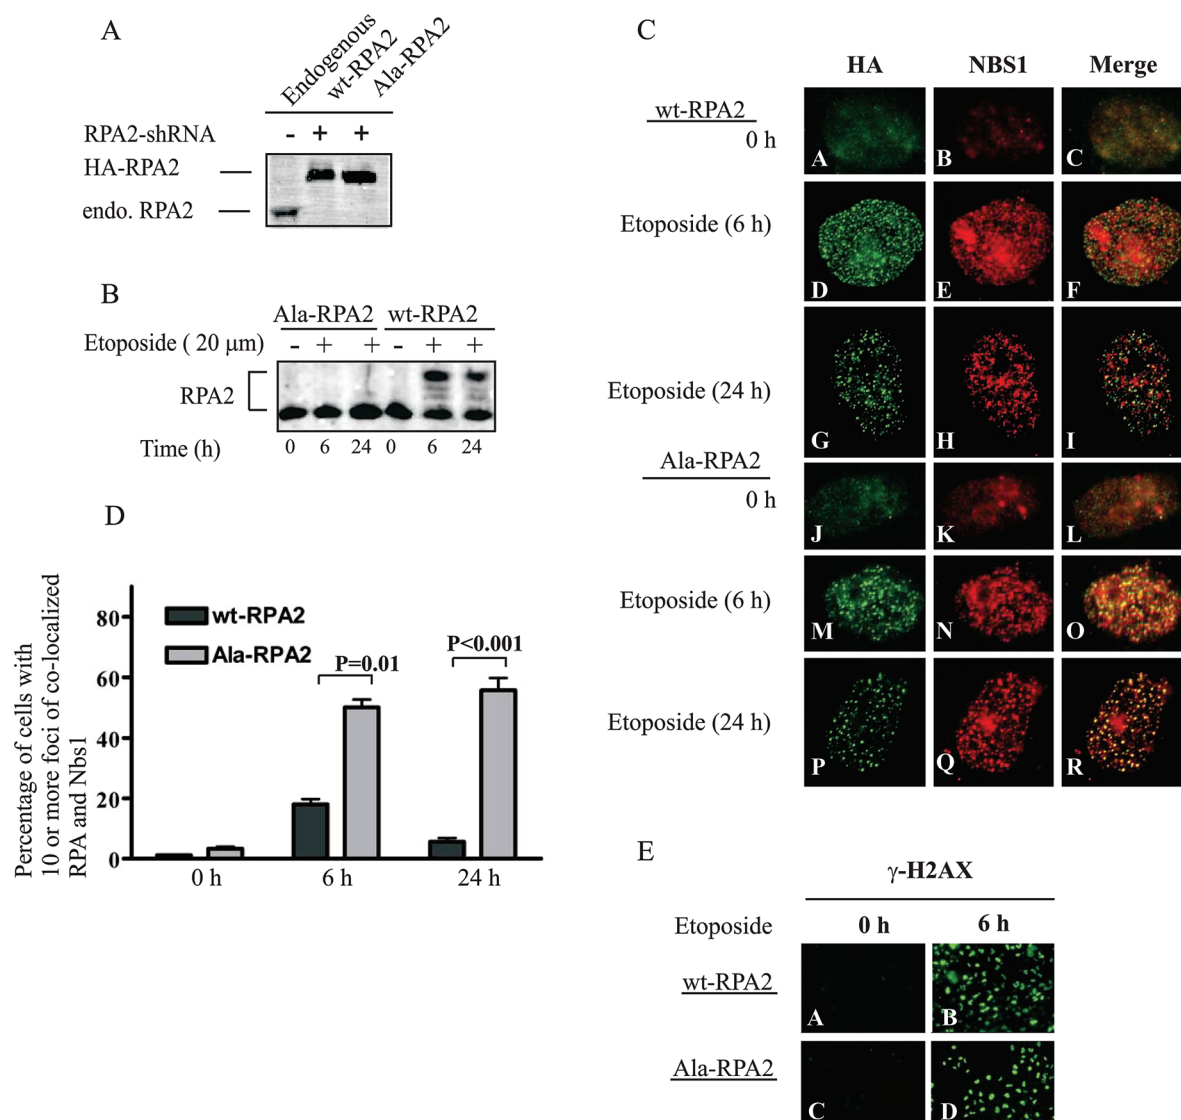 A
Endogenous
wt-RPA2
Ala-RPA2
RPA2-shRNA - + +
HA-RPA2
endo. RPA2
B
Ala-RPA2 wt-RPA2
Etoposide ( 20 µm) - + + - + +
RPA2
Time (h) 0 6 24 0 6 24
C
HA NBS1 Merge
wt-RPA2
0 h
A B C
Etoposide (6 h)
D E F
Etoposide (24 h)
G H I
Ala-RPA2
0 h
J K L
Etoposide (6 h)
M N O
Etoposide (24 h)
P Q R
D
Percentage of cells with
10 or more foci of co-localized
RPA and Nbs1
80
60
40
20
0
wt-RPA2
Ala-RPA2
P=0.01
P<0.001
0 h 6 h 24 h
E
γ-H2AX
Etoposide 0 h 6 h
wt-RPA2
A B
Ala-RPA2
C D